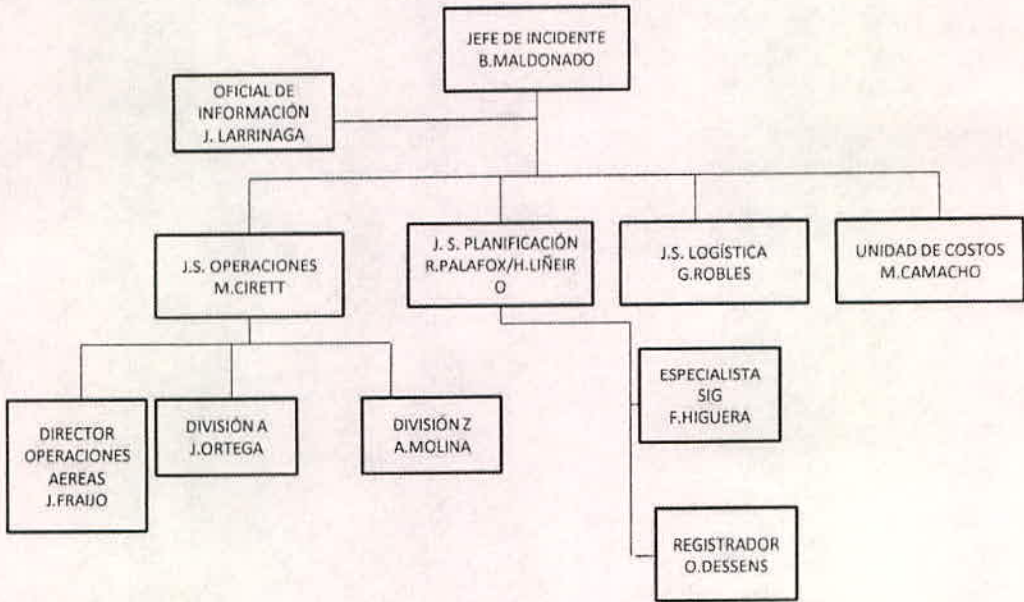 JEFE DE INCIDENTE
B.MALDONADO
OFICIAL DE
INFORMACIÓN
J. LARRINAGA
J.S. OPERACIONES
M.CIRETT
J. S. PLANIFICACIÓN
R.PALAFOX/H.LIÑEIR
O
J.S. LOGÍSTICA
G.ROBLES
UNIDAD DE COSTOS
M.CAMACHO
DIRECTOR
OPERACIONES
AEREAS
J.FRAIJO
DIVISIÓN A
J.ORTEGA
DIVISIÓN Z
A.MOLINA
ESPECIALISTA
SIG
F.HIGUERA
REGISTRADOR
O.DESSENS